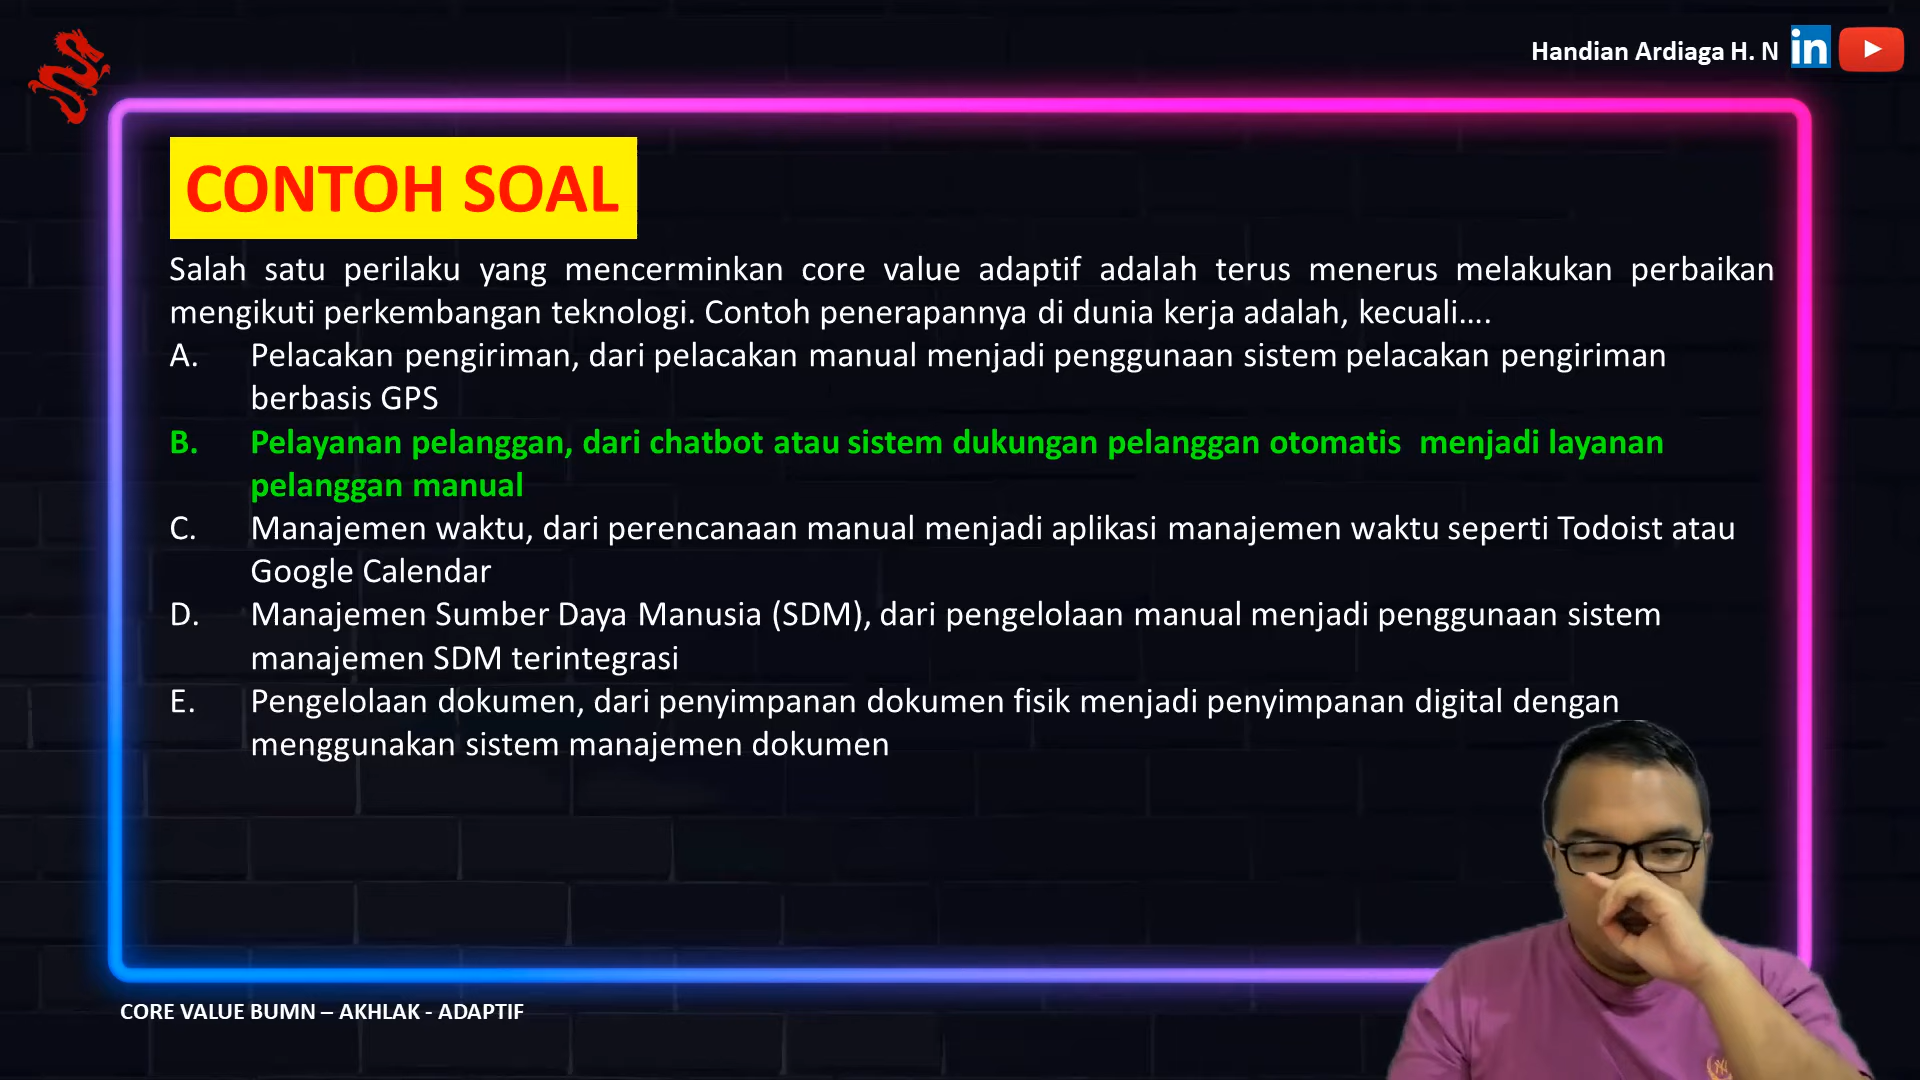 Handian Ardiaga H. N
in
CONTOH SOAL
Salah satu perilaku yang mencerminkan core value adaptif adalah terus menerus melakukan perbaikan
mengikuti perkembangan teknologi. Contoh penerapannya di dunia kerja adalah, kecuali....
A. Pelacakan pengiriman, dari pelacakan manual menjadi penggunaan sistem pelacakan pengiriman
berbasis GPS
B. Pelayanan pelanggan, dari chatbot atau sistem dukungan pelanggan otomatis menjadi layanan
pelanggan manual
C. Manajemen waktu, dari perencanaan manual menjadi aplikasi manajemen waktu seperti Todoist atau
Google Calendar
D. Manajemen Sumber Daya Manusia (SDM), dari pengelolaan manual menjadi penggunaan sistem
manajemen SDM terintegrasi
E. Pengelolaan dokumen, dari penyimpanan dokumen fisik menjadi penyimpanan digital dengan
menggunakan sistem manajemen dokumen
CORE VALUE BUMN – AKHLAK - ADAPTIF